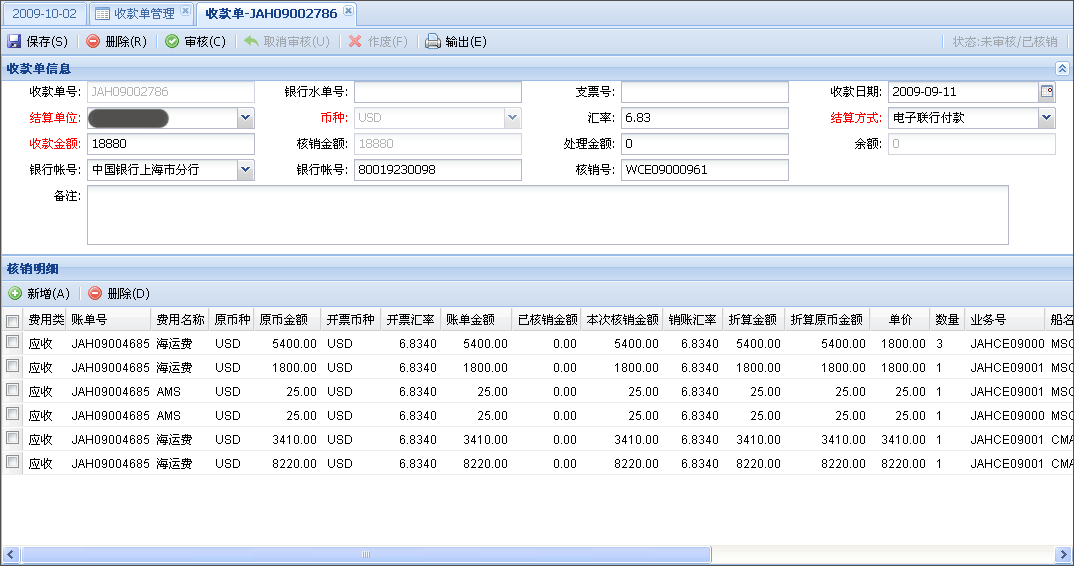 2009-10-02 收款单管理 收款单-JAH09002786
保存(S) 删除(R) 审核(C) 取消审核(U) 作废(F) 输出(E) 状态:未审核/已核销
收款单信息
收款单号: JAH09002786 银行水单号: 支票号: 收款日期: 2009-09-11
结算单位: 币种: USD 汇率: 6.83 结算方式: 电子联行付款
收款金额: 18880 核销金额: 18880 处理金额: 0 余额: 0
银行帐号: 中国银行上海市分行 银行帐号: 80019230098 核销号: WCE09000961
备注:
核销明细
新增(A) 删除(D)
费用类 账单号 费用名称 原币种 原币金额 开票币种 开票汇率 账单金额 已核销金额 本次核销金额 销账汇率 折算金额 折算原币金额 单价 数量 业务号 船名
应收 JAH09004685 海运费 USD 5400.00 USD 6.8340 5400.00 0.00 5400.00 6.8340 5400.00 5400.00 1800.00 3 JAHCE09000 MSC
应收 JAH09004685 海运费 USD 1800.00 USD 6.8340 1800.00 0.00 1800.00 6.8340 1800.00 1800.00 1800.00 1 JAHCE09001 MSC
应收 JAH09004685 AMS USD 25.00 USD 6.8340 25.00 0.00 25.00 6.8340 25.00 25.00 25.00 1 JAHCE09001 MSC
应收 JAH09004685 AMS USD 25.00 USD 6.8340 25.00 0.00 25.00 6.8340 25.00 25.00 25.00 1 JAHCE09000 MSC
应收 JAH09004685 海运费 USD 3410.00 USD 6.8340 3410.00 0.00 3410.00 6.8340 3410.00 3410.00 3410.00 1 JAHCE09001 CMA
应收 JAH09004685 海运费 USD 8220.00 USD 6.8340 8220.00 0.00 8220.00 6.8340 8220.00 8220.00 8220.00 1 JAHCE09001 CMA